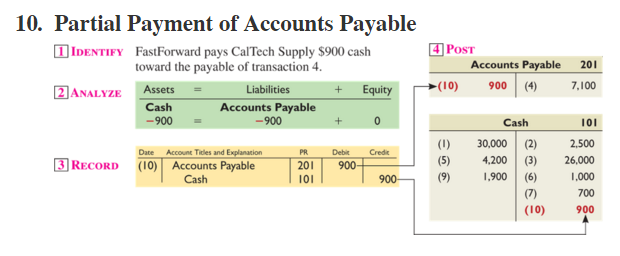 10. Partial Payment of Accounts Payable
1 IDENTIFY FastForward pays CalTech Supply $900 cash
toward the payable of transaction 4.
2 ANALYZE Assets = Liabilities + Equity
Cash Accounts Payable
−900 = −900 + 0
Date Account Titles and Explanation PR Debit Credit
3 RECORD (10) Accounts Payable 201 900
Cash 101 900
4 POST
Accounts Payable 201
(10) 900 (4) 7,100
Cash 101
(1) 30,000 (2) 2,500
(5) 4,200 (3) 26,000
(9) 1,900 (6) 1,000
(7) 700
(10) 900